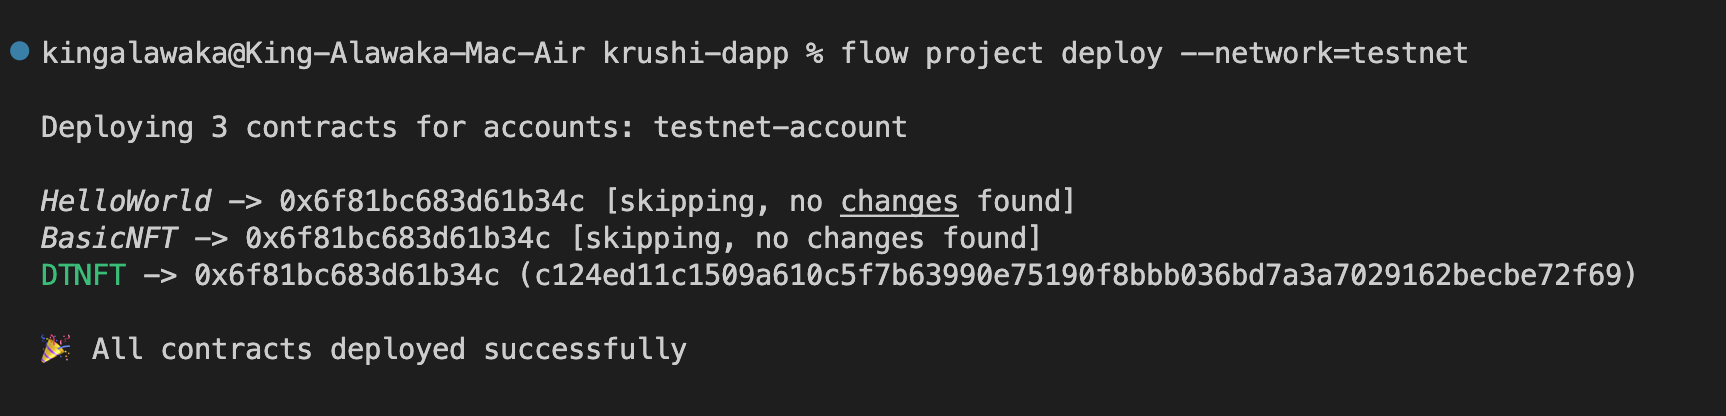 kingalawaka@King-Alawaka-Mac-Air krushi-dapp % flow project deploy --network=testnet
Deploying 3 contracts for accounts: testnet-account
HelloWorld -> 0x6f81bc683d61b34c [skipping, no changes found]
BasicNFT -> 0x6f81bc683d61b34c [skipping, no changes found]
DTNFT -> 0x6f81bc683d61b34c (c124ed11c1509a610c5f7b63990e75190f8bbb036bd7a3a7029162becbe72f69)
🎉 All contracts deployed successfully